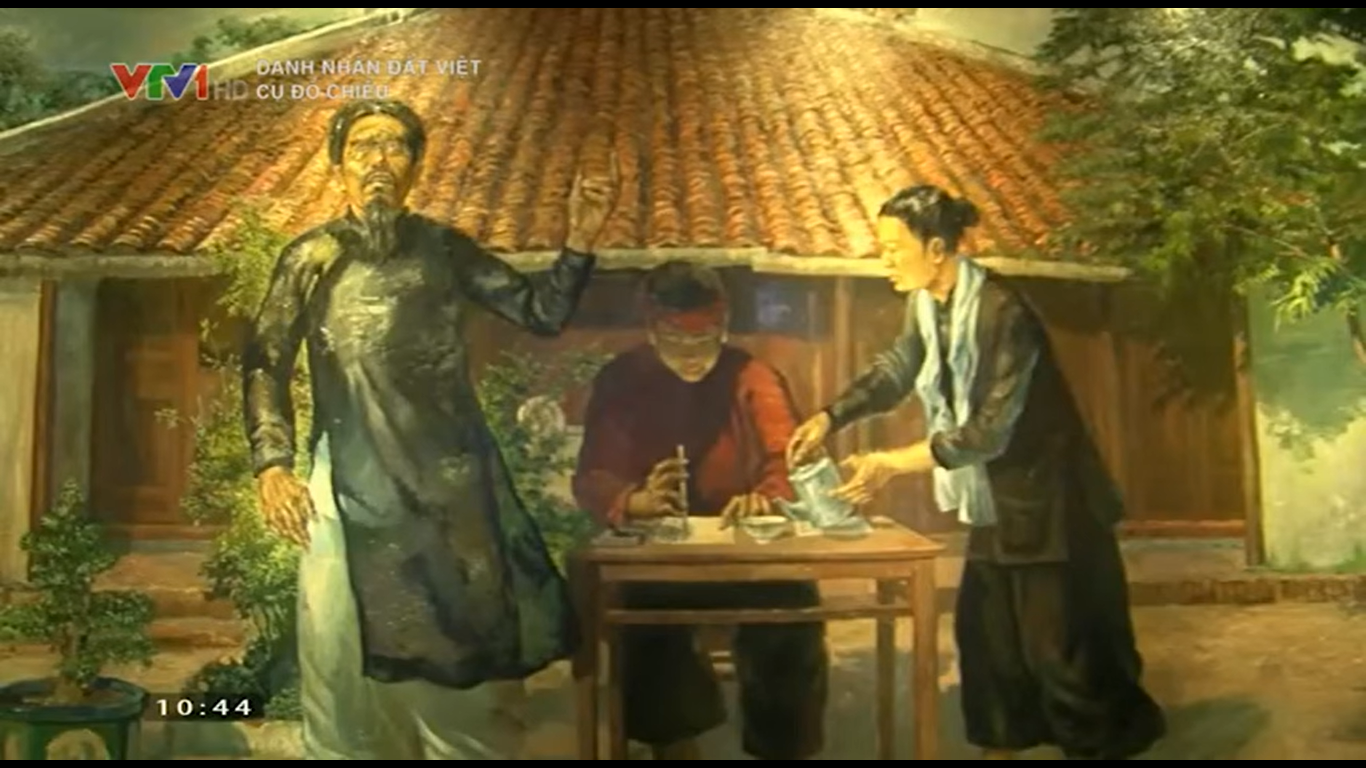 VTV1 HD
DANH NHÂN ĐẤT VIỆT
CỤ ĐỒ CHIỂU
10:44